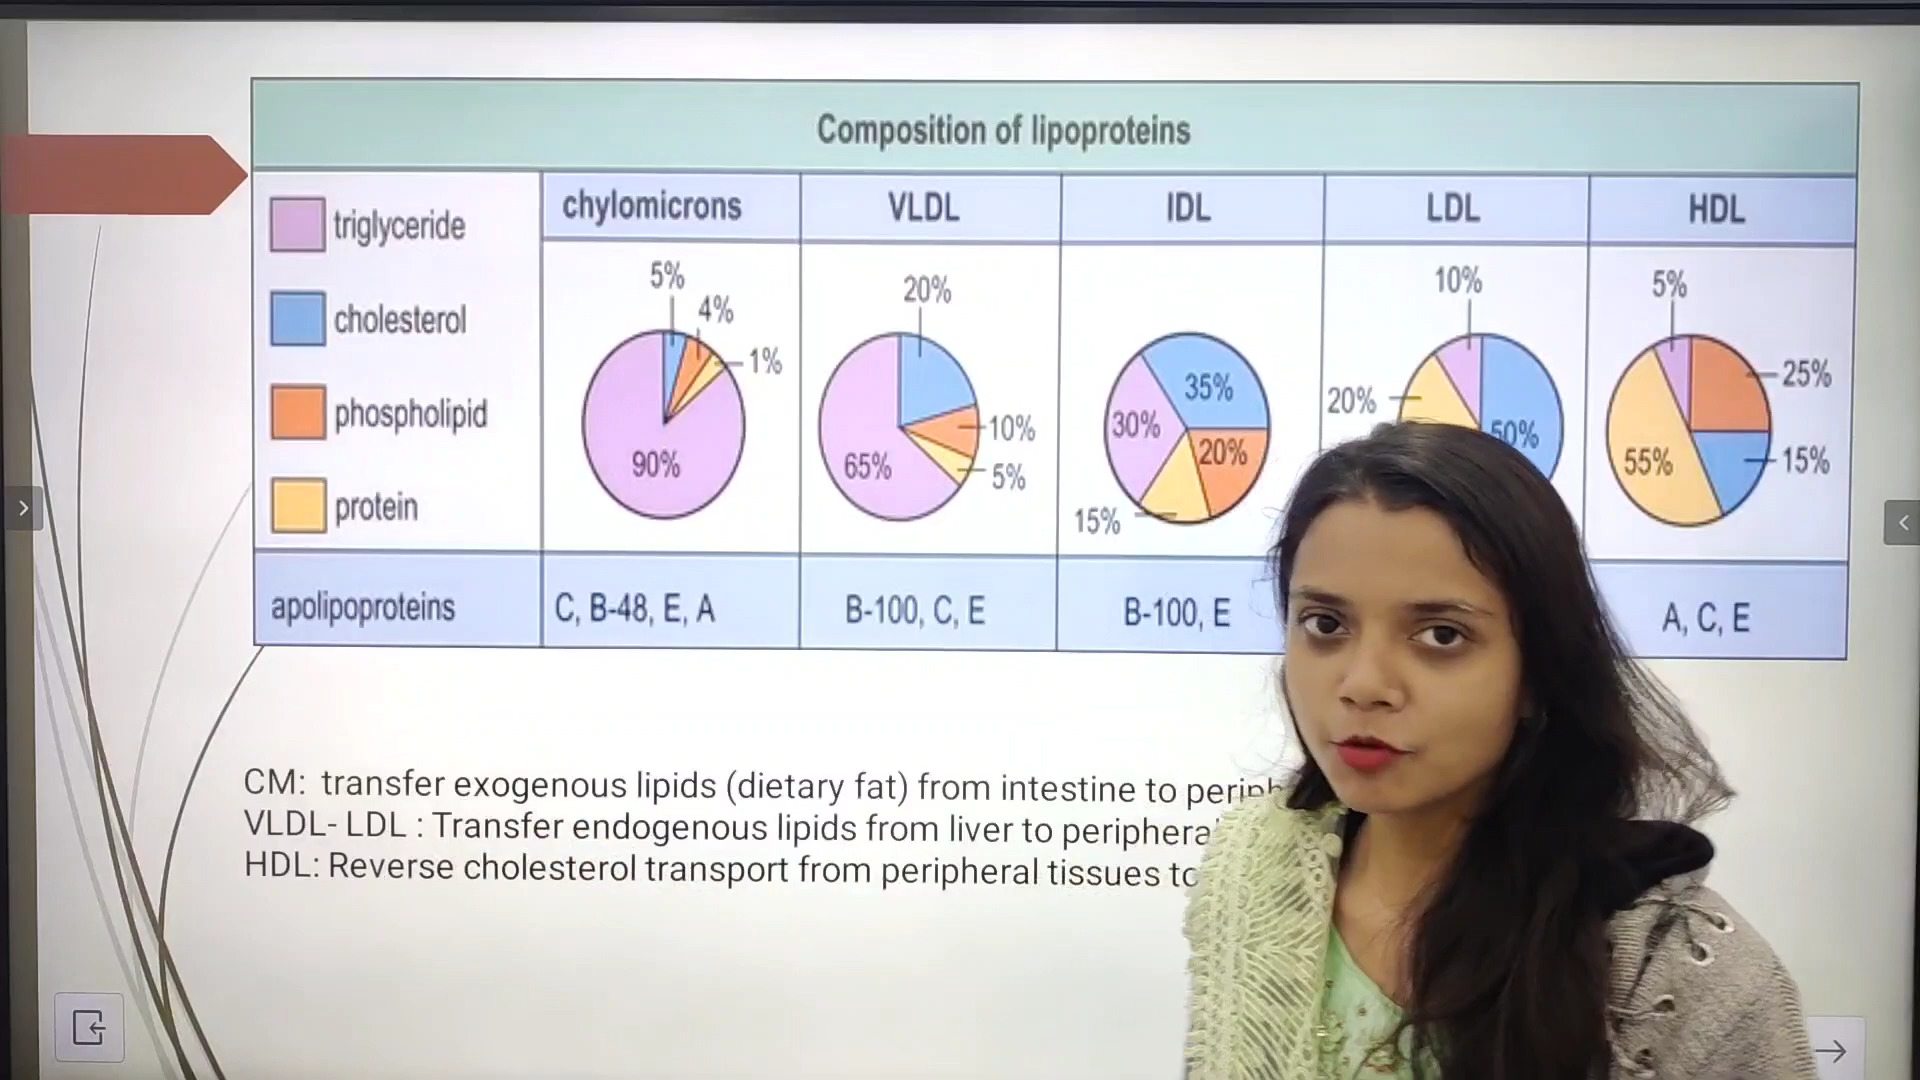 Composition of lipoproteins
chylomicrons VLDL IDL LDL HDL
triglyceride
cholesterol
phospholipid
protein
5% 4% 1% 90%
20% 10% 5% 65%
35% 30% 20% 15%
10% 20% 50%
5% 25% 15% 55%
apolipoproteins C, B-48, E, A B-100, C, E B-100, E A, C, E
CM: transfer exogenous lipids (dietary fat) from intestine to
VLDL- LDL : Transfer endogenous lipids from liver to
HDL: Reverse cholesterol transport from peripheral tissues